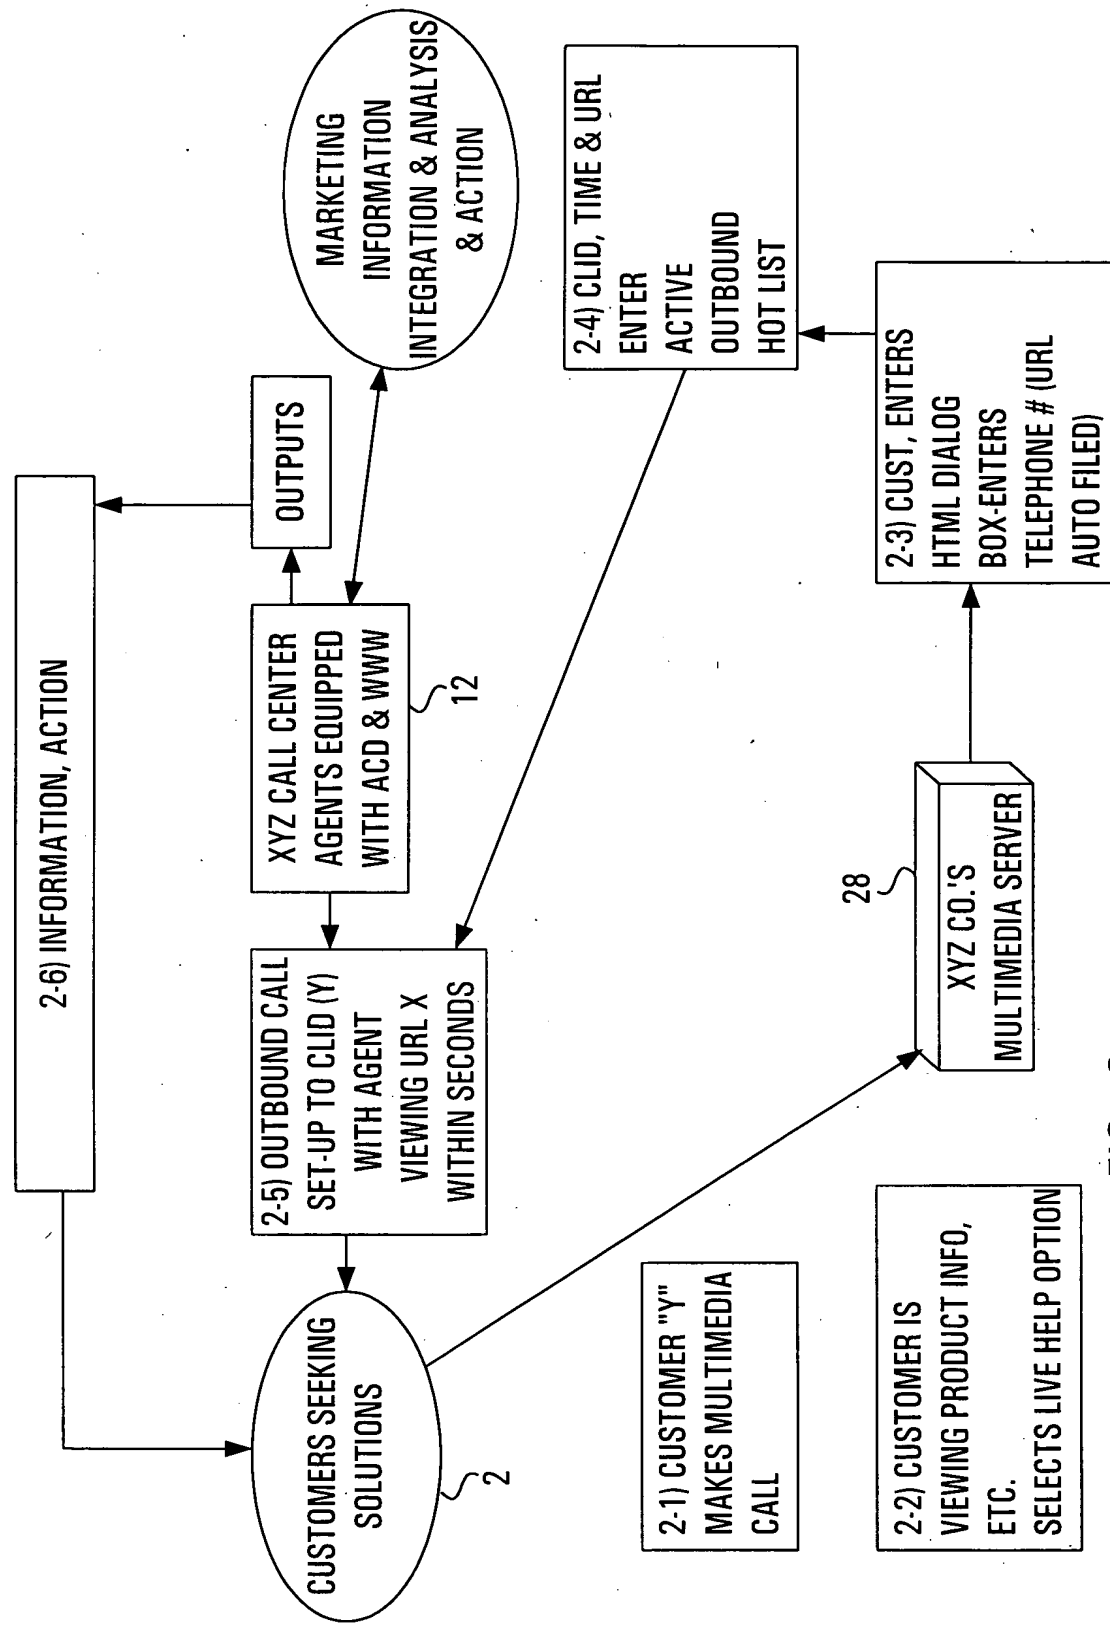 2-6) INFORMATION, ACTION
CUSTOMERS SEEKING
SOLUTIONS
2
2-5) OUTBOUND CALL
SET-UP TO CLID (Y)
WITH AGENT
VIEWING URL X
WITHIN SECONDS
XYZ CALL CENTER
AGENTS EQUIPPED
WITH ACD & WWW
12
OUTPUTS
MARKETING
INFORMATION
INTEGRATION & ANALYSIS
& ACTION
2-1) CUSTOMER "Y"
MAKES MULTIMEDIA
CALL
2-4) CLID, TIME & URL
ENTER
ACTIVE
OUTBOUND
HOT LIST
2-2) CUSTOMER IS
VIEWING PRODUCT INFO,
ETC.
SELECTS LIVE HELP OPTION
28
XYZ CO.'S
MULTIMEDIA SERVER
2-3) CUST, ENTERS
HTML DIALOG
BOX-ENTERS
TELEPHONE # (URL
AUTO FILED)